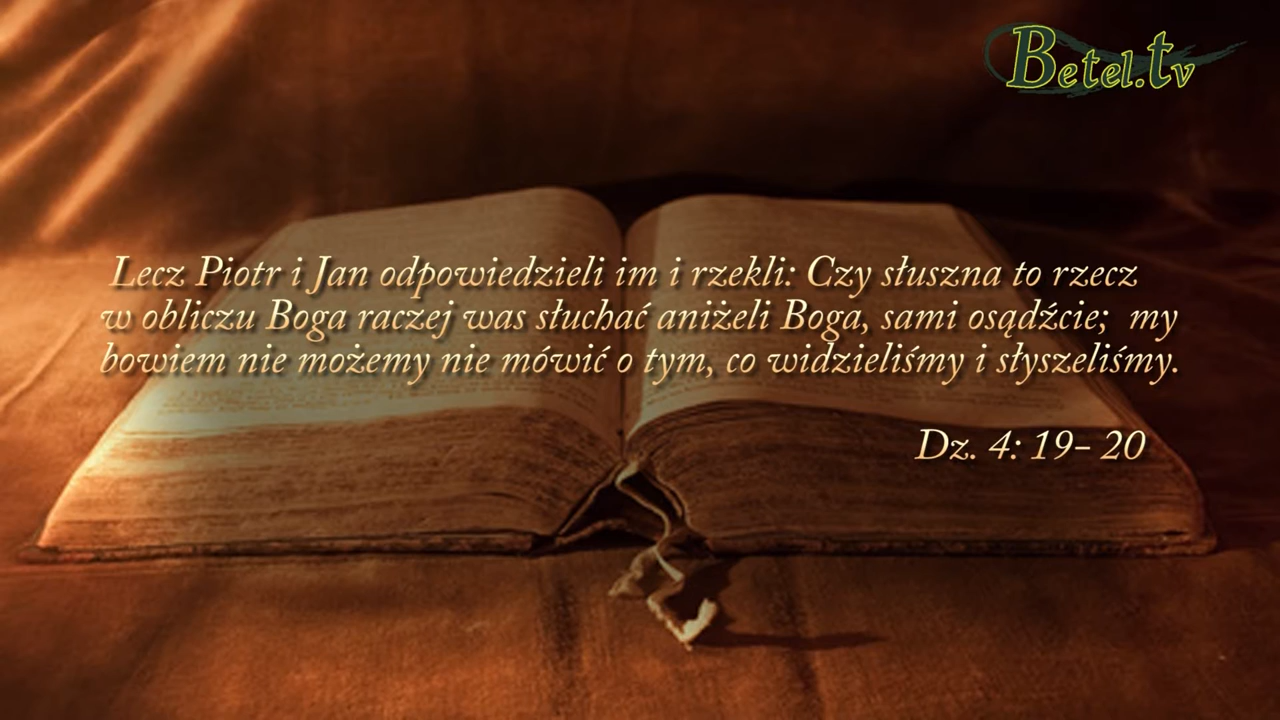 Betel.tv
Lecz Piotr i Jan odpowiedzieli im i rzekli: Czy słuszna to rzecz
w obliczu Boga raczej was słuchać aniżeli Boga, sami osądźcie; my
bowiem nie możemy nie mówić o tym, co widzieliśmy i słyszeliśmy.
Dz. 4: 19- 20